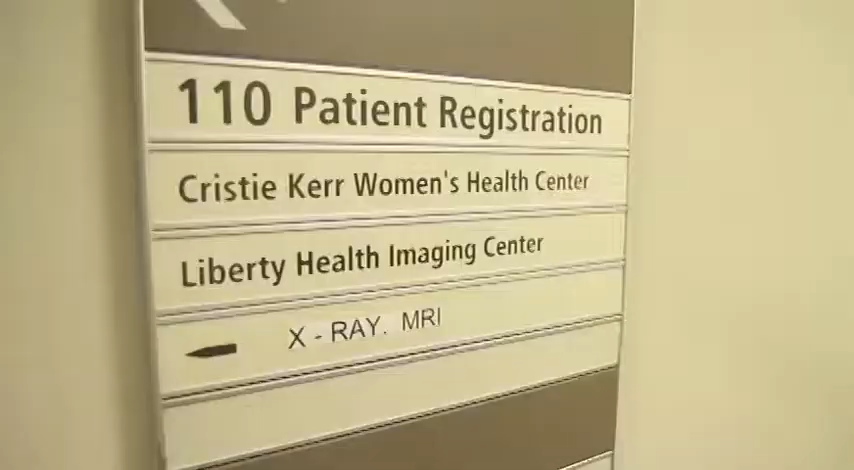 110 Patient Registration
Cristie Kerr Women's Health Center
Liberty Health Imaging Center
X - RAY. MRI